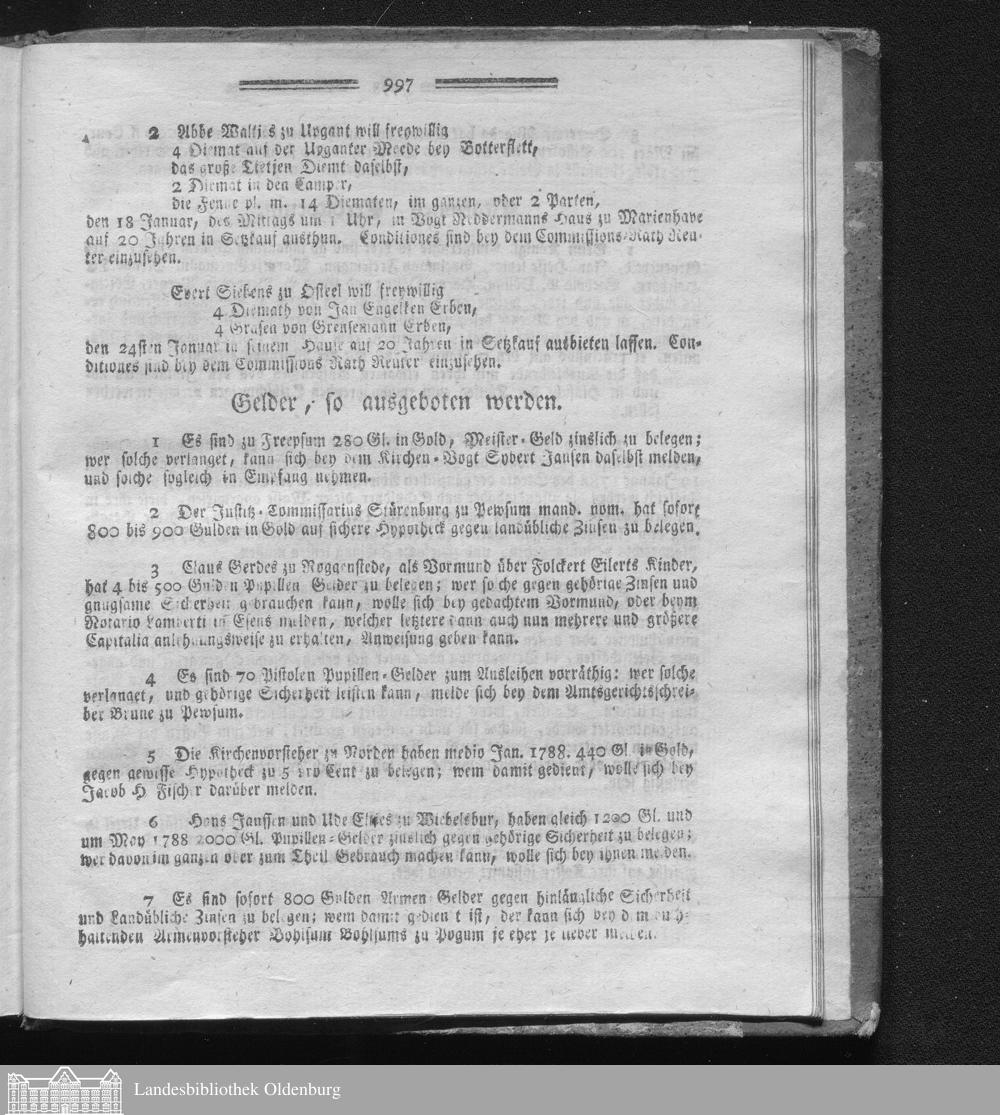 997
2 Abbe Waltjes zu Upgant will freywillig
4 Diemat auf der Upganter Meede bey Botterflett,
das große Tietjen Diemt daselbst,
2 Diemat in den Camper,
die Fenne pl. m. 14 Diematen, im ganzen, oder 2 Parten,
den 18 Januar, des Mittags um 1 Uhr, in Vogt Neddermanns Haus zu Marienhave
auf 20 Jahren in Setzkauf austhun. Conditiones sind bey dem Commissions-Rath Reu-
ter einzusehen.
Evert Siebens zu Osteel will freywillig
4 Diemath von Jan Engelken Erben,
4 Grasen von Grensemann Erben,
den 24sten Januar in seinem Hause auf 20 Jahren in Setzkauf ausbieten lassen. Con-
ditiones sind bey dem Commissions Rath Reuter einzusehen.
Gelder, so ausgeboten werden.
1 Es sind zu Freepsum 280 Gl. in Gold, Meister-Geld zinslich zu belegen;
wer solche verlanget, kann sich bey dem Kirchen-Vogt Sybert Jansen daselbst melden,
und solche sogleich in Empfang nehmen.
2 Der Justitz-Commissarius Stürenburg zu Pewsum mand. nom. hat sofort
800 bis 900 Gulden in Gold auf sichere Hypotheck gegen landübliche Zinsen zu belegen.
3 Claus Gerdes zu Roggenstede, als Vormund über Folckert Eilerts Kinder,
hat 4 bis 500 Gulden Pupillen Gelder zu belegen; wer solche gegen gehörige Zinsen und
gnugsame Sicherheit gebrauchen kann, wolle sich bey gedachtem Vormund, oder beym
Notario Lamberti in Esens melden, welcher letztere dann auch nun mehrere und größere
Capitalia anlehnungsweise zu erhalten, Anweisung geben kann.
4 Es sind 70 Pistolen Pupillen-Gelder zum Ausleihen vorräthig: wer solche
verlanget, und gehörige Sicherheit leisten kann, melde sich bey dem Amtsgerichtsschrei-
ber Brune zu Pewsum.
5 Die Kirchenvorsteher zu Norden haben medio Jan. 1788. 440 Gl. in Gold,
gegen gewisse Hypotheck zu 5 pro Cent zu belegen; wem damit gedient, wolle sich bey
Jacob H. Fischer darüber melden.
6 Hans Janssen und Ude zu Wiebelsbur, haben gleich 1200 Gl. und
um May 1788 2000 Gl. Pupillen-Gelder zinslich gegen gehörige Sicherheit zu belegen;
wer davon im ganzen oder zum Theil Gebrauch machen kann, wolle sich bey ihnen melden.
7 Es sind sofort 800 Gulden Armen Gelder gegen hinlängliche Sicherheit
und Landübliche Zinsen zu belegen; wem damit gedienet ist, der kann sich bey dem buch-
haltenden Armenvorsteher Bohlsum Bohlsums zu Pogum je eher je lieber melden.
Landesbibliothek Oldenburg